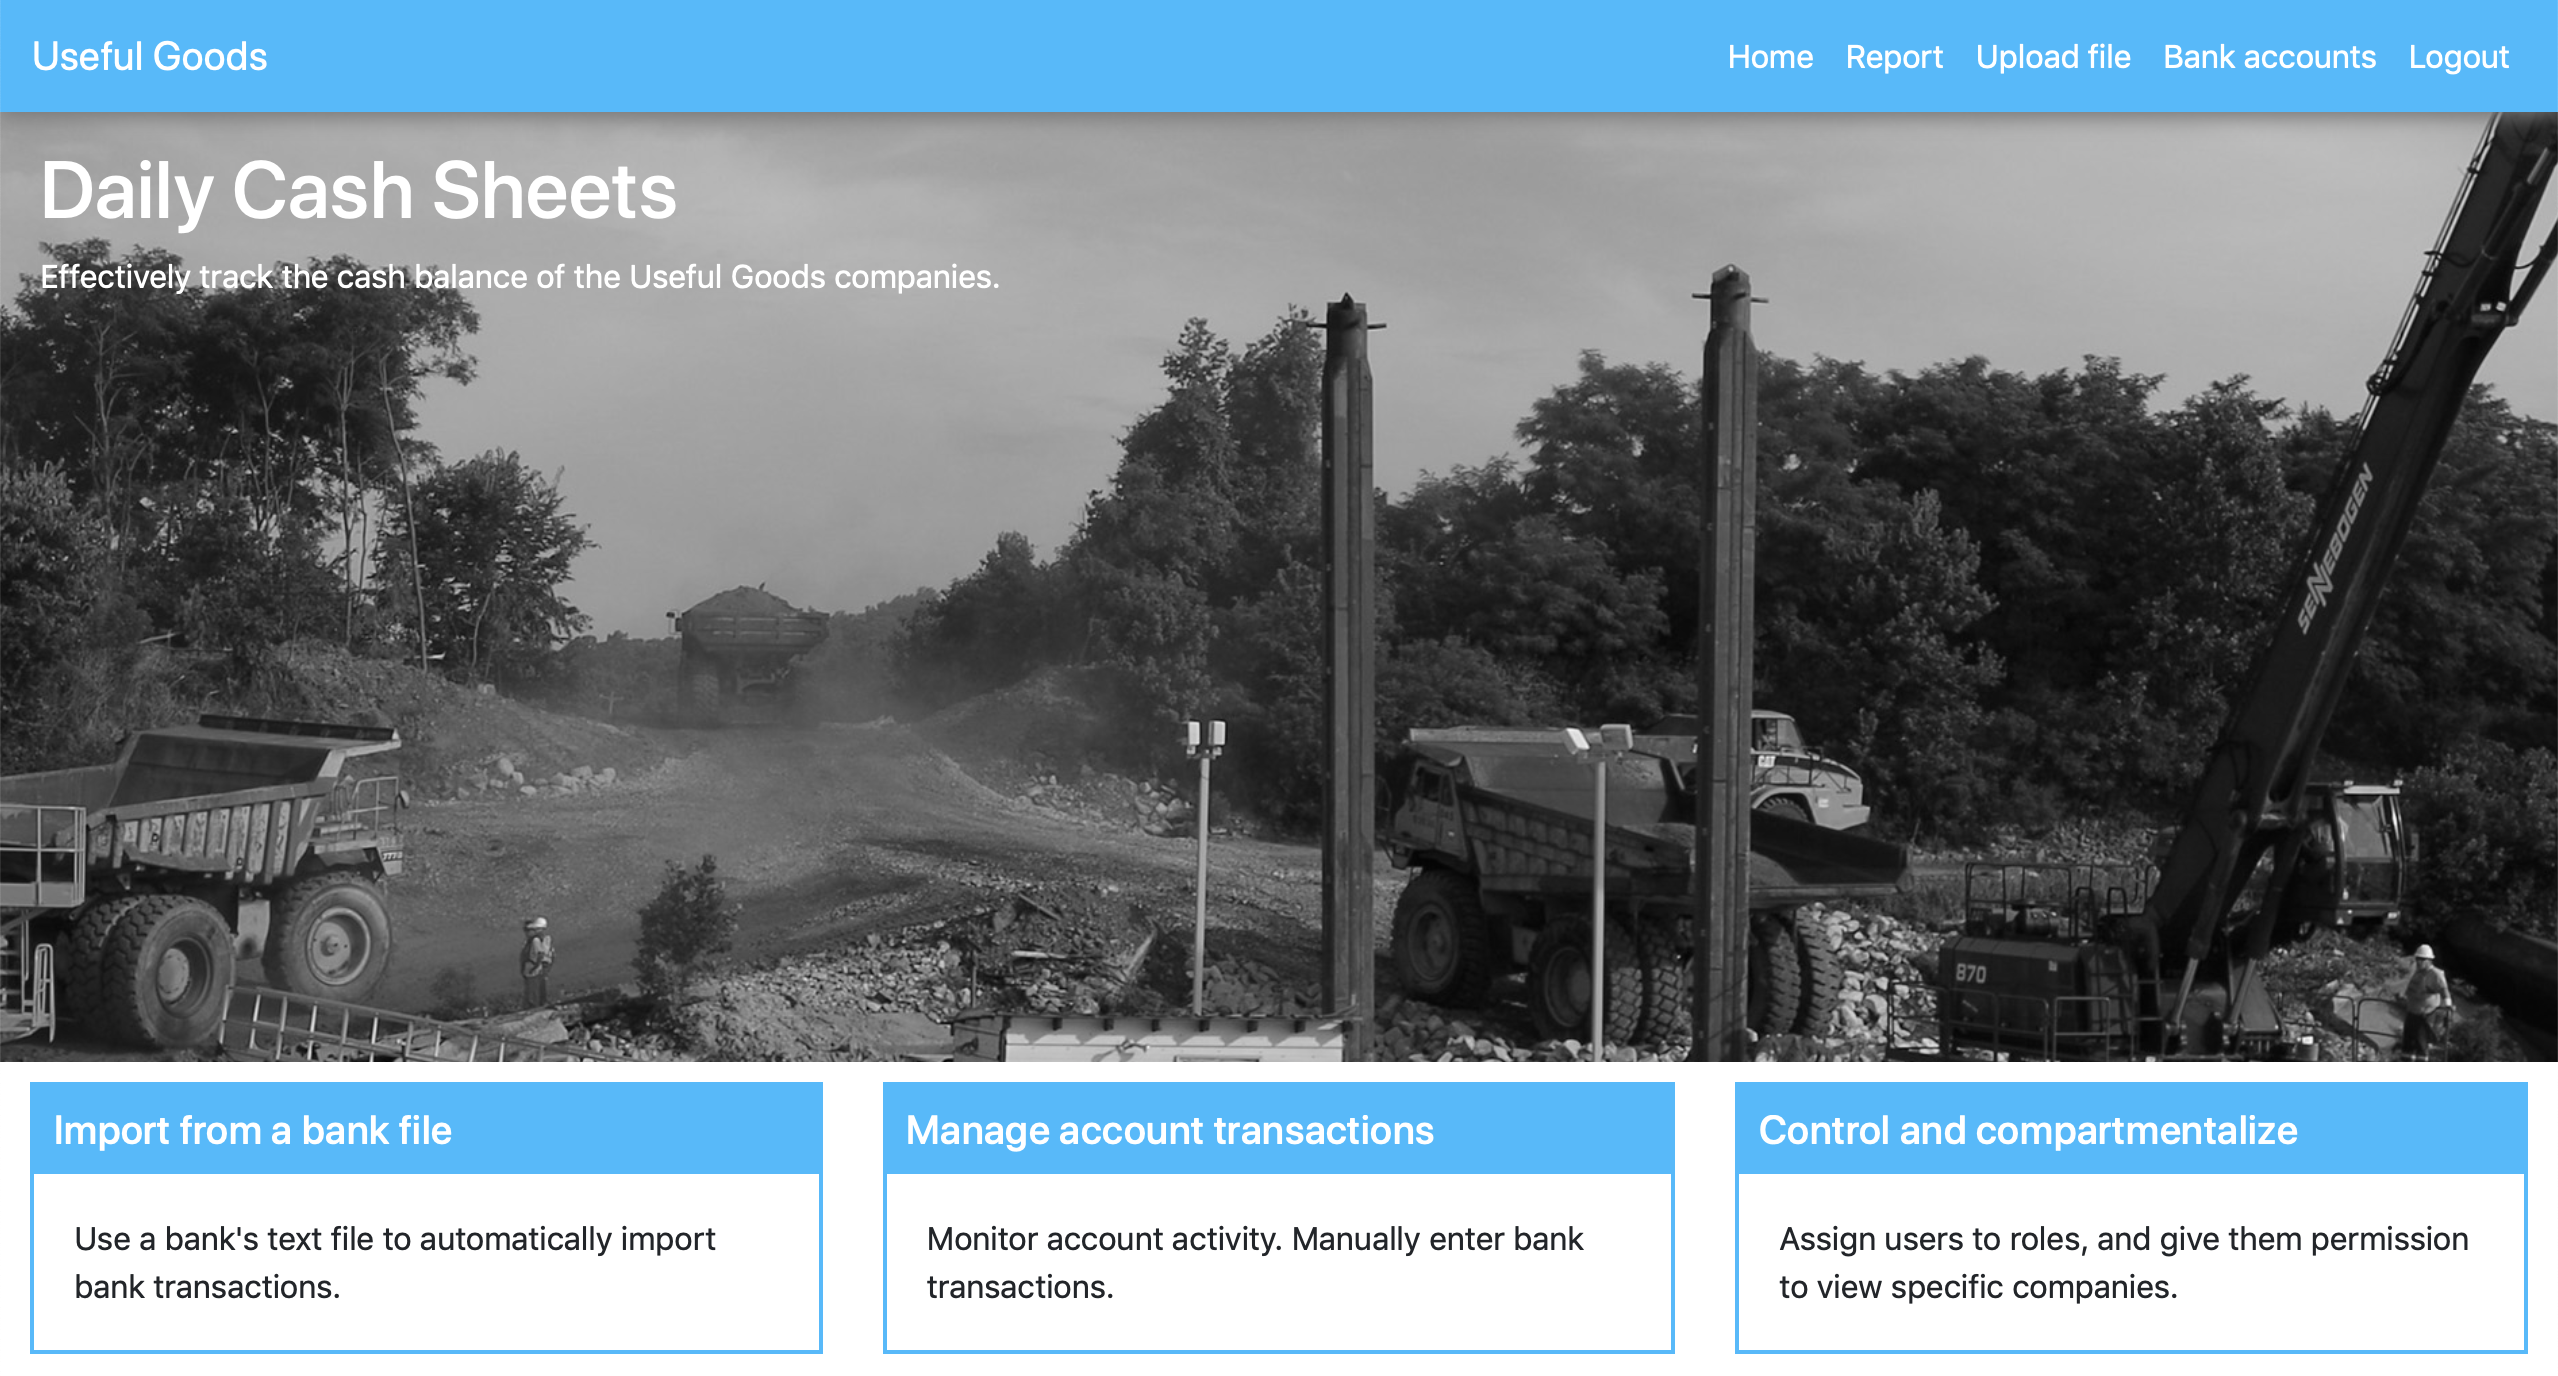 Useful Goods
Home Report Upload file Bank accounts Logout
Daily Cash Sheets
Effectively track the cash balance of the Useful Goods companies.
SENNEBOGEN
CAT
777B
870
Import from a bank file
Use a bank's text file to automatically import
bank transactions.
Manage account transactions
Monitor account activity. Manually enter bank
transactions.
Control and compartmentalize
Assign users to roles, and give them permission
to view specific companies.